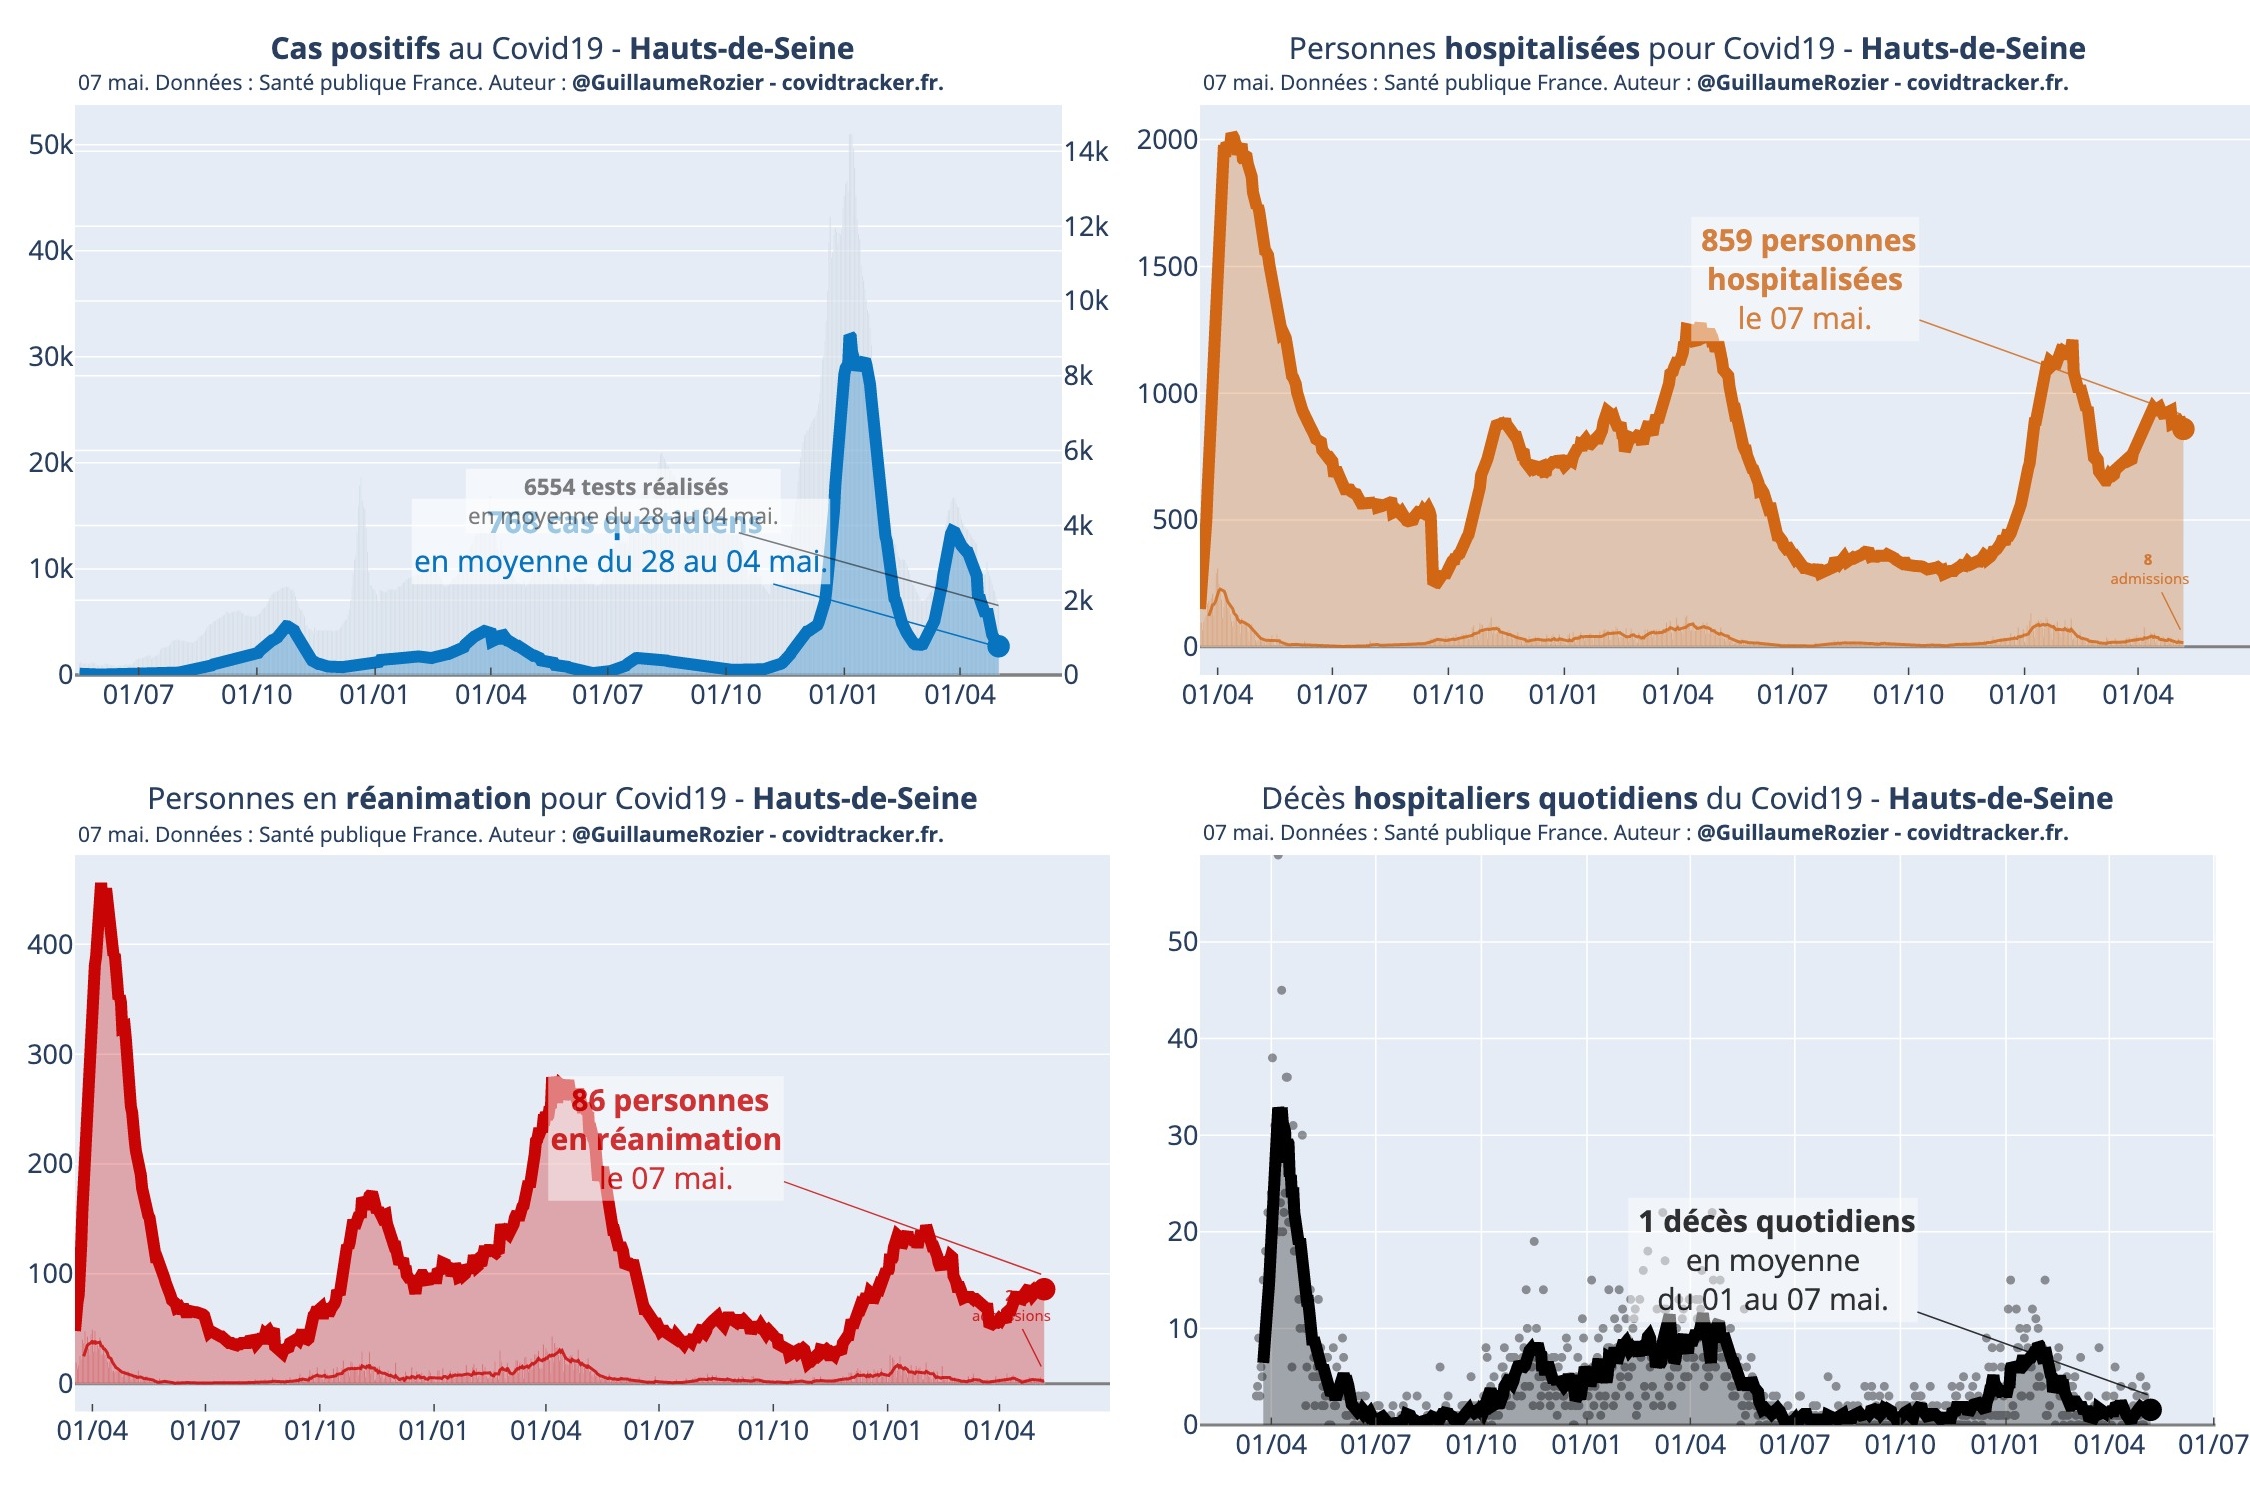 Cas positifs au Covid19 - Hauts-de-Seine
07 mai. Données : Santé publique France. Auteur : @GuillaumeRozier - covidtracker.fr.
50k
40k
30k
20k
10k
0
14k
12k
10k
8k
6k
4k
2k
0
6554 tests réalisés
en moyenne du 28 au 04 mai.
768 cas quotidiens
en moyenne du 28 au 04 mai.
01/07 01/10 01/01 01/04 01/07 01/10 01/01 01/04
Personnes hospitalisées pour Covid19 - Hauts-de-Seine
07 mai. Données : Santé publique France. Auteur : @GuillaumeRozier - covidtracker.fr.
2000
1500
1000
500
0
859 personnes
hospitalisées
le 07 mai.
8
admissions
01/04 01/07 01/10 01/01 01/04 01/07 01/10 01/01 01/04
Personnes en réanimation pour Covid19 - Hauts-de-Seine
07 mai. Données : Santé publique France. Auteur : @GuillaumeRozier - covidtracker.fr.
400
300
200
100
0
86 personnes
en réanimation
le 07 mai.
admissions
01/04 01/07 01/10 01/01 01/04 01/07 01/10 01/01 01/04
Décès hospitaliers quotidiens du Covid19 - Hauts-de-Seine
07 mai. Données : Santé publique France. Auteur : @GuillaumeRozier - covidtracker.fr.
50
40
30
20
10
0
1 décès quotidiens
en moyenne
du 01 au 07 mai.
01/04 01/07 01/10 01/01 01/04 01/07 01/10 01/01 01/04 01/07